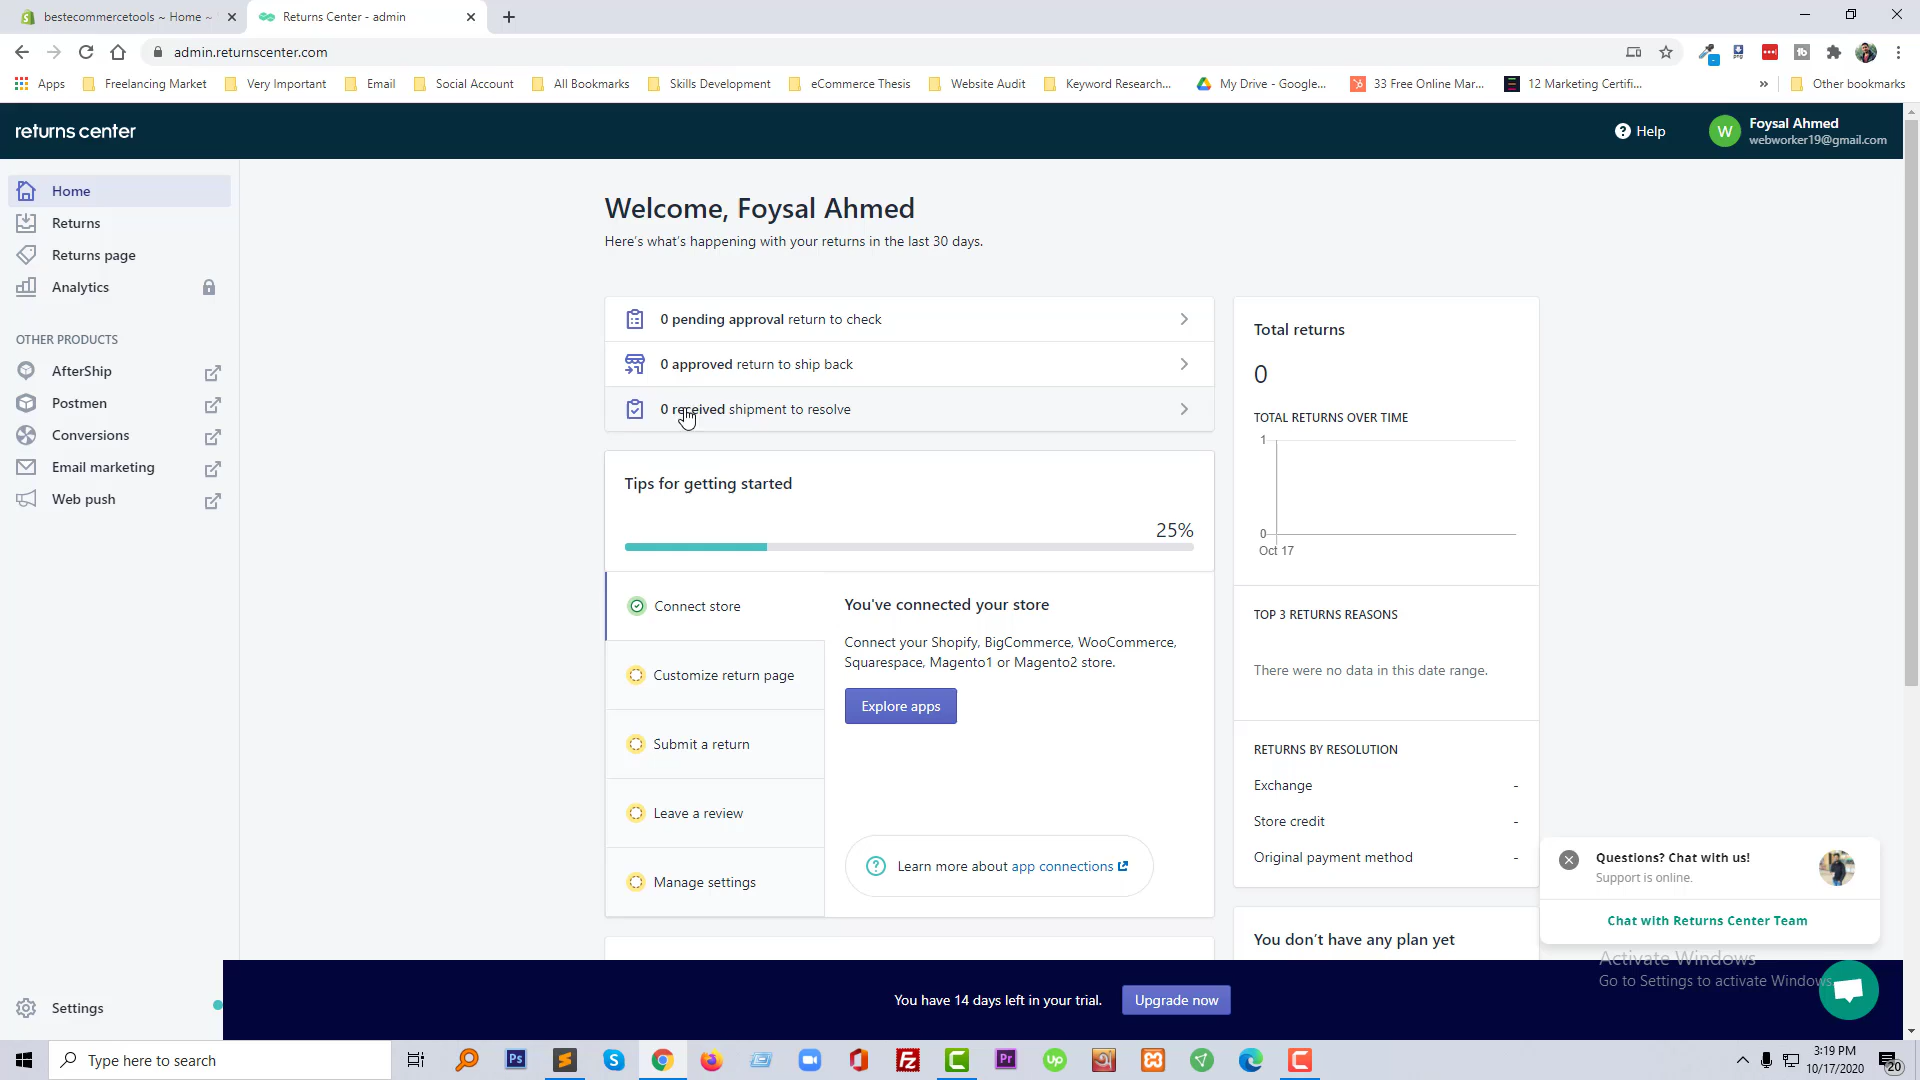 bestecommercetools ~ Home ~
Returns Center - admin
admin.returnscenter.com
Apps
Freelancing Market
Very Important
Email
Social Account
All Bookmarks
Skills Development
eCommerce Thesis
Website Audit
Keyword Research...
My Drive - Google...
33 Free Online Mar...
12 Marketing Certifi...
»
Other bookmarks
returns center
Help
W
Foysal Ahmed
webworker19@gmail.com
Home
Returns
Returns page
Analytics
OTHER PRODUCTS
AfterShip
Postmen
Conversions
Email marketing
Web push
Settings
Welcome, Foysal Ahmed
Here's what's happening with your returns in the last 30 days.
0 pending approval return to check
0 approved return to ship back
0 received shipment to resolve
Tips for getting started
25%
Connect store
Customize return page
Submit a return
Leave a review
Manage settings
You've connected your store
Connect your Shopify, BigCommerce, WooCommerce,
Squarespace, Magento1 or Magento2 store.
Explore apps
Learn more about app connections
Total returns
0
TOTAL RETURNS OVER TIME
1
0
Oct 17
TOP 3 RETURNS REASONS
There were no data in this date range.
RETURNS BY RESOLUTION
Exchange -
Store credit -
Original payment method -
You don't have any plan yet
Questions? Chat with us!
Support is online.
Chat with Returns Center Team
Activate Windows
Go to Settings to activate Windows.
You have 14 days left in your trial.
Upgrade now
Type here to search
3:19 PM
10/17/2020
20